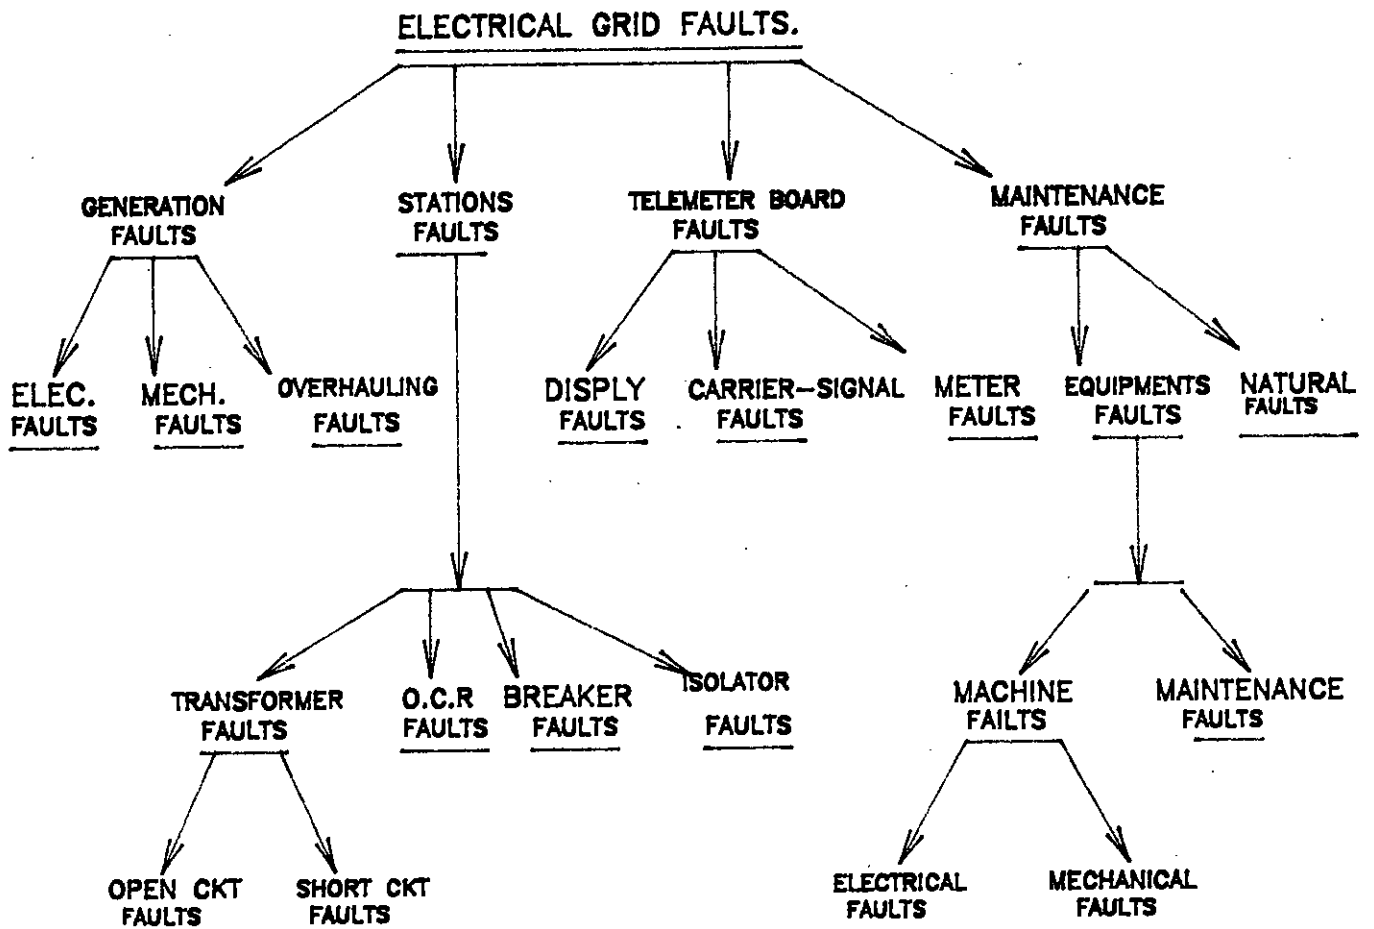 ELECTRICAL GRID FAULTS.
GENERATION
FAULTS
STATIONS
FAULTS
TELEMETER BOARD
FAULTS
MAINTENANCE
FAULTS
ELEC.
FAULTS
MECH.
FAULTS
OVERHAULING
FAULTS
DISPLY
FAULTS
CARRIER-SIGNAL
FAULTS
METER
FAULTS
EQUIPMENTS
FAULTS
NATURAL
FAULTS
TRANSFORMER
FAULTS
O.C.R
FAULTS
BREAKER
FAULTS
ISOLATOR
FAULTS
MACHINE
FAILTS
MAINTENANCE
FAULTS
OPEN CKT
FAULTS
SHORT CKT
FAULTS
ELECTRICAL
FAULTS
MECHANICAL
FAULTS